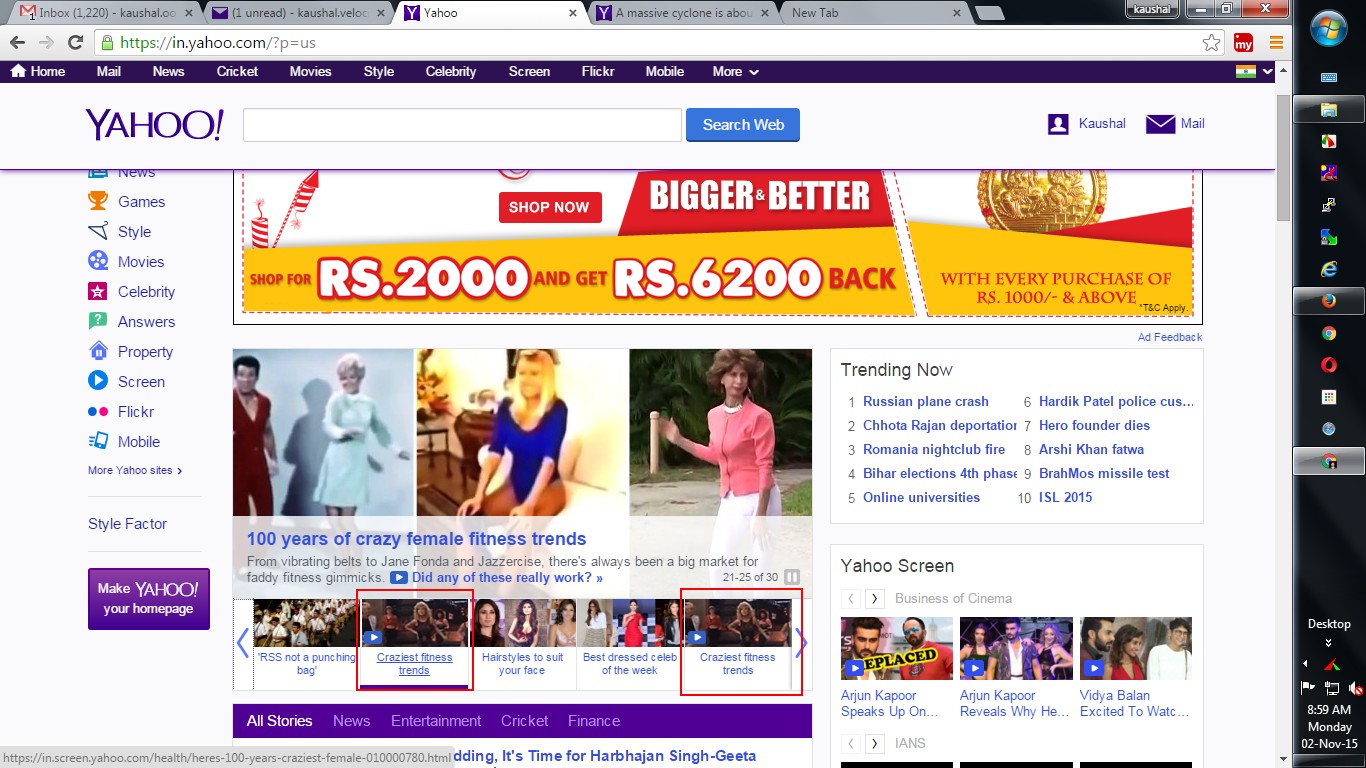 Inbox (1,220) - kaushal.oo
(1 unread) - kaushal.veloc
Yahoo
A massive cyclone is abou
New Tab
kaushal
https://in.yahoo.com/?p=us
my
Home Mail News Cricket Movies Style Celebrity Screen Flickr Mobile More
YAHOO!
Search Web
Kaushal
Mail
News
Games
Style
Movies
Celebrity
Answers
Property
Screen
Flickr
Mobile
More Yahoo sites
Style Factor
Make YAHOO!
your homepage
SHOP NOW
BIGGER & BETTER
SHOP FOR RS.2000 AND GET RS.6200 BACK
WITH EVERY PURCHASE OF
RS. 1000/- & ABOVE
*T&C Apply.
Ad Feedback
100 years of crazy female fitness trends
From vibrating belts to Jane Fonda and Jazzercise, there's always been a big market for
faddy fitness gimmicks. Did any of these really work? »
21-25 of 30
'RSS not a punching
bag'
Craziest fitness
trends
Hairstyles to suit
your face
Best dressed celeb
of the week
Craziest fitness
trends
All Stories News Entertainment Cricket Finance
dding, It's Time for Harbhajan Singh-Geeta
https://in.screen.yahoo.com/health/heres-100-years-craziest-female-010000780.html
Trending Now
1 Russian plane crash
2 Chhota Rajan deportation
3 Romania nightclub fire
4 Bihar elections 4th phase
5 Online universities
6 Hardik Patel police cus...
7 Hero founder dies
8 Arshi Khan fatwa
9 BrahMos missile test
10 ISL 2015
Yahoo Screen
Business of Cinema
REPLACED
Arjun Kapoor
Speaks Up On...
Arjun Kapoor
Reveals Why He...
Vidya Balan
Excited To Watc...
IANS
Desktop
8:59 AM
Monday
02-Nov-15